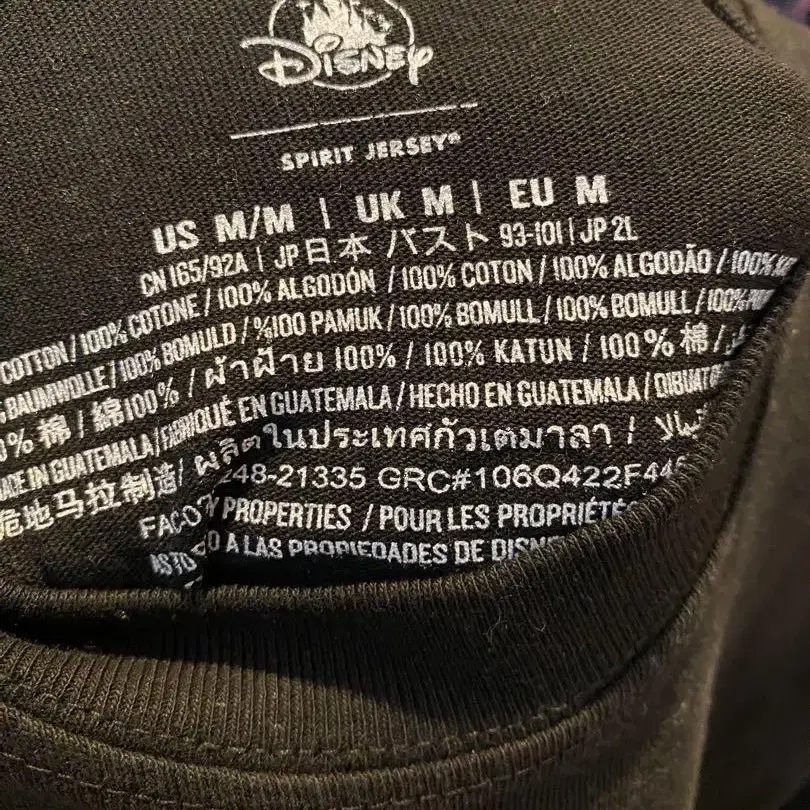 Disney
SPIRIT JERSEY®
US M/M | UK M | EU M
CN 165/92A | JP 日本 バスト 93-101 | JP 2L
COTTON / 100% COTONE / 100% ALGODÓN / 100% COTON / 100% ALGODÃO / 100%
BAUMWOLLE / 100% BOMULD / %100 PAMUK / 100% BOMULL / 100% BOMULL / 100%
% 棉 / 綿100% / ผ้าฝ้าย 100% / 100% KATUN / 100% 棉 /
MADE IN GUATEMALA / FABRIQUÉ EN GUATEMALA / HECHO EN GUATEMALA / DIBUAT
危地马拉制造 / ผลิตในประเทศกัวเตมาลา /
248-21335 GRC#106Q422F44
PROPERTIES / POUR LES PROPRIÉTÉS
A LAS PROPIEDADES DE